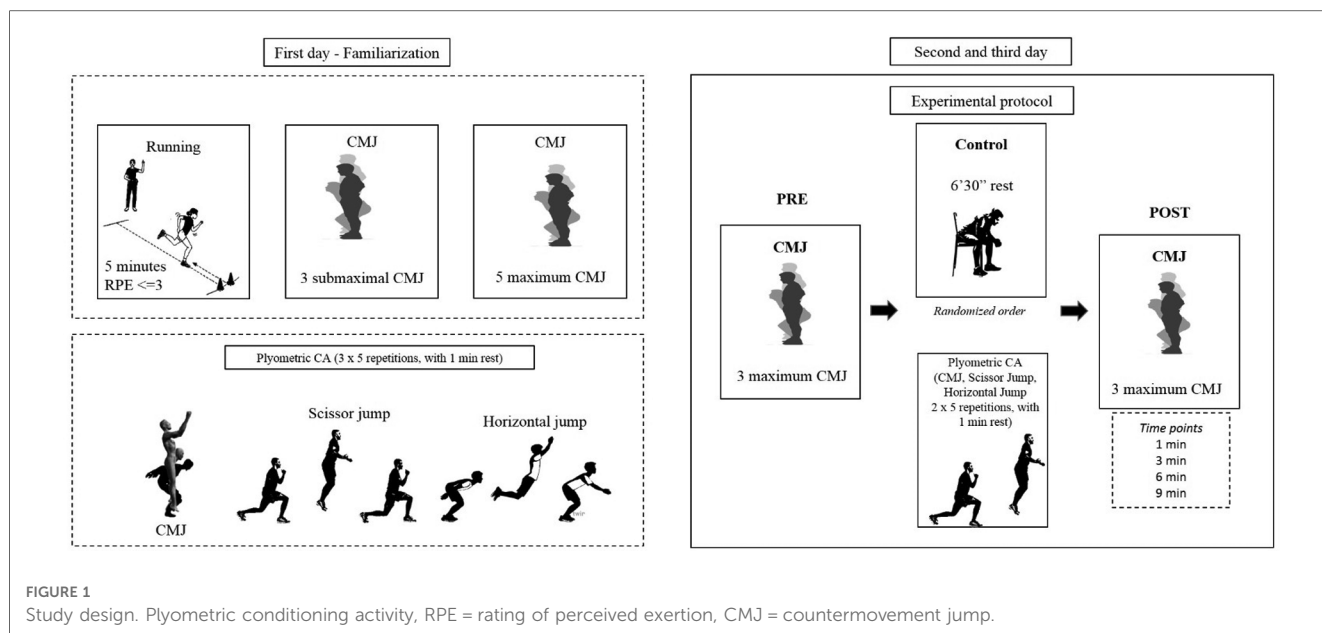 First day - Familiarization
Running
5 minutes
RPE <=3
CMJ
3 submaximal CMJ
CMJ
5 maximum CMJ
Plyometric CA (3 x 5 repetitions, with 1 min rest)
CMJ
Scissor jump
Horizontal jump
Second and third day
Experimental protocol
PRE
CMJ
3 maximum CMJ
Control
6’30” rest
Randomized order
Plyometric CA
(CMJ, Scissor Jump,
Horizontal Jump
2 x 5 repetitions, with
1 min rest)
POST
CMJ
3 maximum CMJ
Time points
1 min
3 min
6 min
9 min
FIGURE 1
Study design. Plyometric conditioning activity, RPE = rating of perceived exertion, CMJ = countermovement jump.